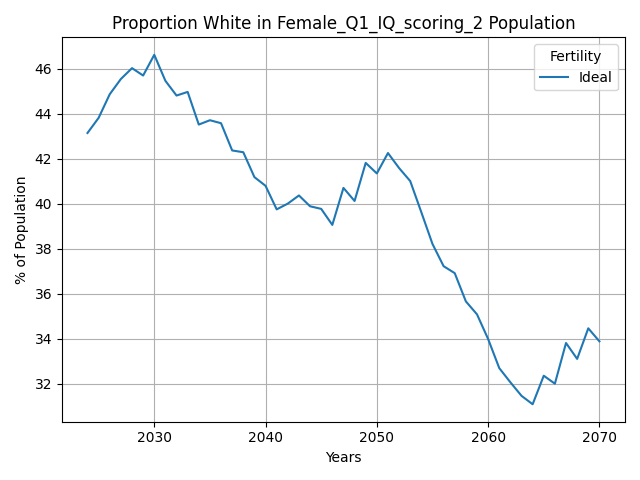 Proportion White in Female_Q1_IQ_scoring_2 Population
Fertility
Ideal
46
44
42
40
38
36
34
32
% of Population
2030
2040
2050
2060
2070
Years